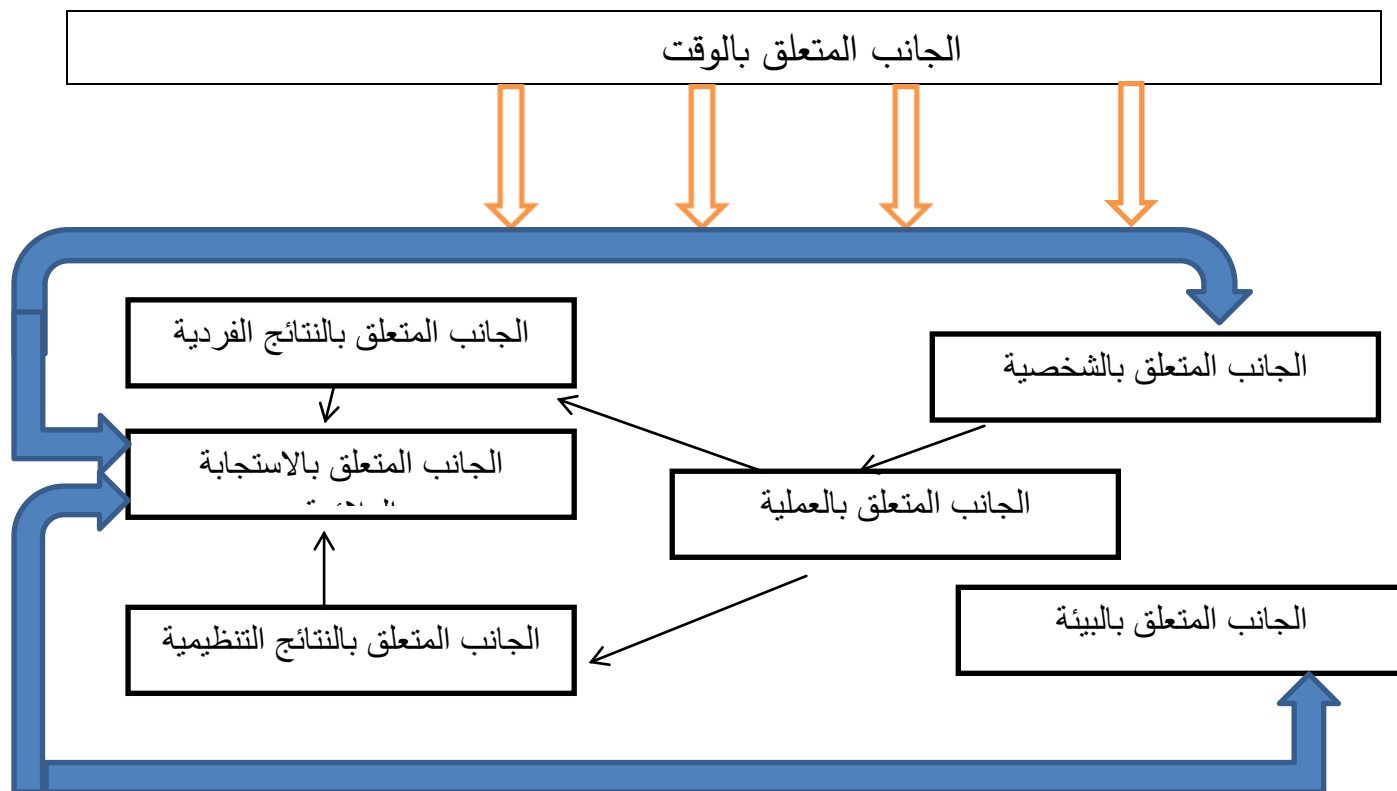 الجانب المتعلق بالوقت
الجانب المتعلق بالنتائج الفردية
الجانب المتعلق بالشخصية
الجانب المتعلق بالاستجابة
الجانب المتعلق بالعملية
الجانب المتعلق بالبيئة
الجانب المتعلق بالنتائج التنظيمية